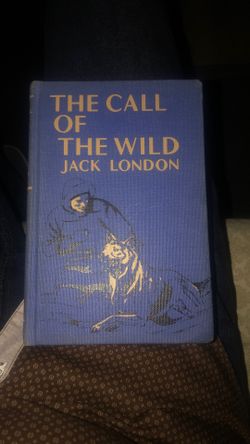 THE CALL
OF
THE WILD
JACK LONDON